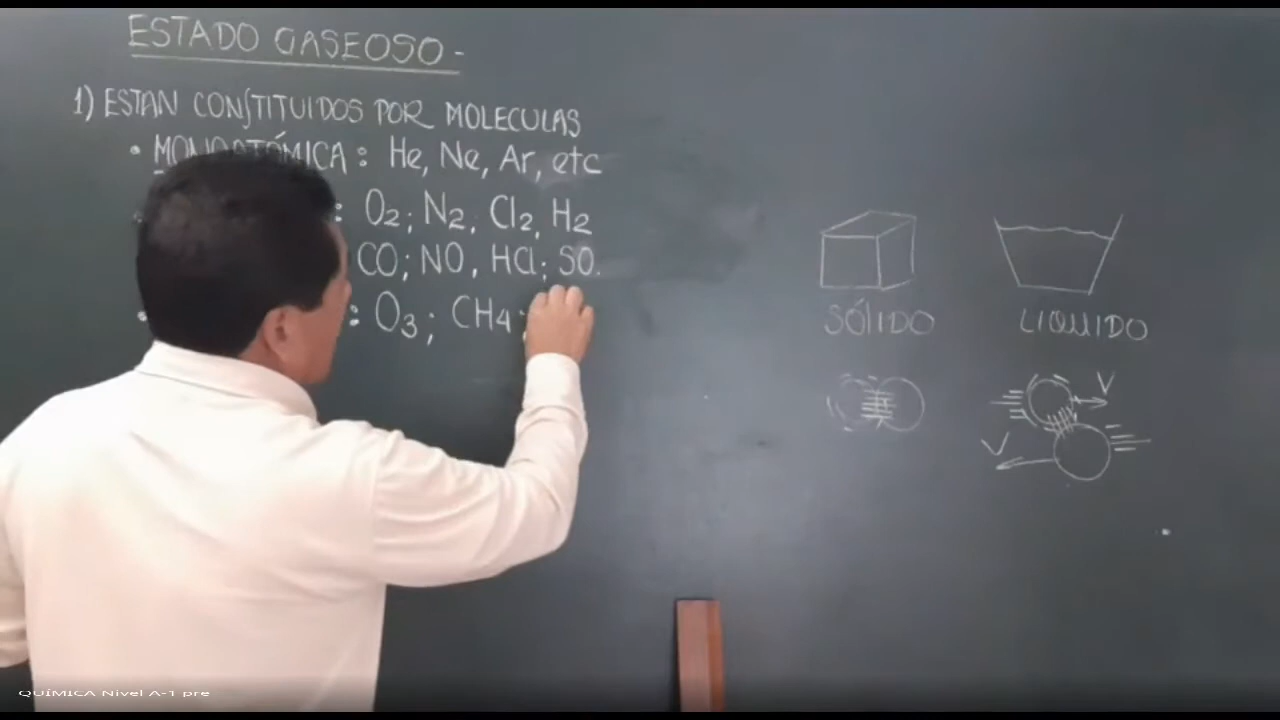 ESTADO GASEOSO -
1) ESTAN CONSTITUIDOS POR MOLECULAS
• MONOATÓMICA : He, Ne, Ar, etc
: O₂; N₂, Cl₂, H₂
CO; NO, HCl; SO.
• : O₃; CH₄;
SÓLIDO LIQUIDO
V
V
QUÍMICA Nivel A-1 pre